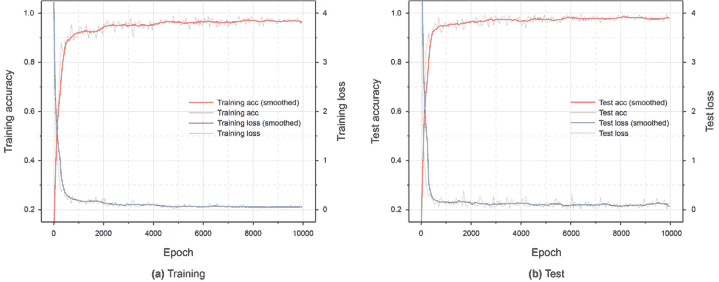 1.0
0.8
0.6
0.4
0.2
Training accuracy
4
3
2
1
0
Training loss
Training acc (smoothed)
Training acc
Training loss (smoothed)
Training loss
0 2000 4000 6000 8000 10000
Epoch
(a) Training
1.0
0.8
0.6
0.4
0.2
Test accuracy
4
3
2
1
0
Test loss
Test acc (smoothed)
Test acc
Test loss (smoothed)
Test loss
0 2000 4000 6000 8000 10000
Epoch
(b) Test